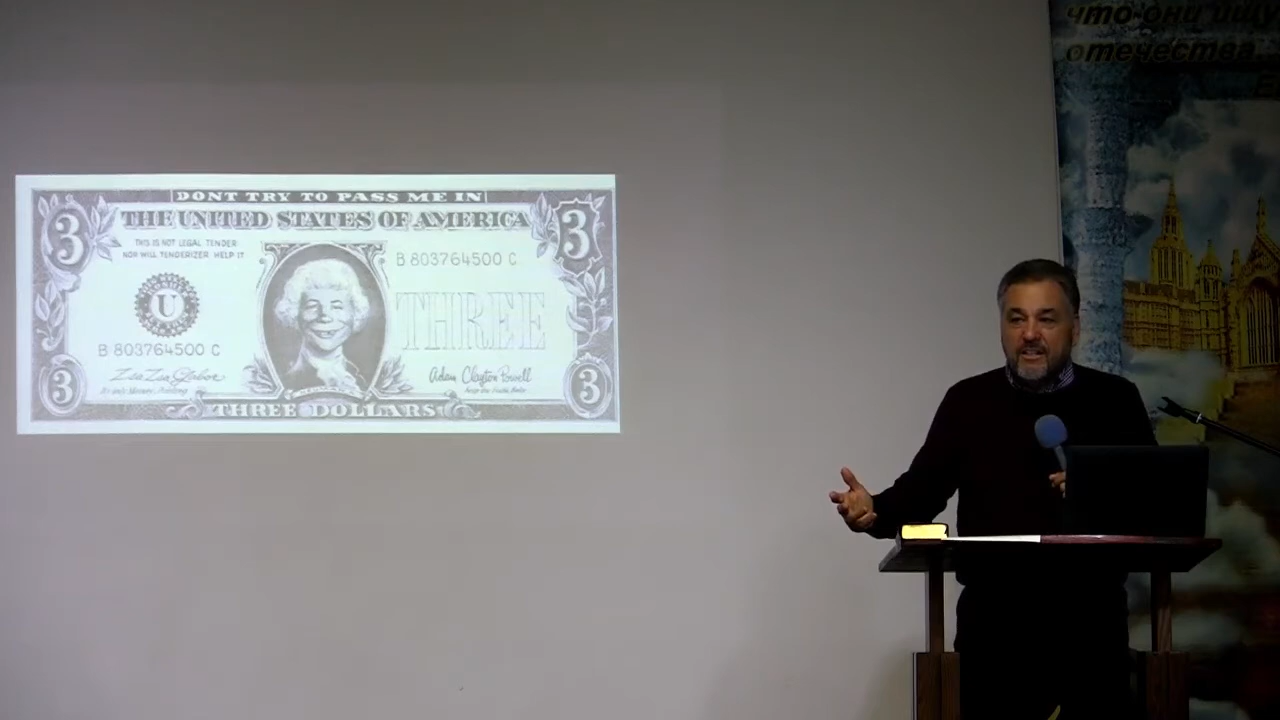 DONT TRY TO PASS ME IN
THE UNITED STATES OF AMERICA
3
3
THIS IS NOT LEGAL TENDER
NOR WILL TENDERIZER HELP IT
B 803764500 C
U
THREE
B 803764500 C
Adam Clayton Powell
3
3
THREE DOLLARS
что они ищу
отечества...